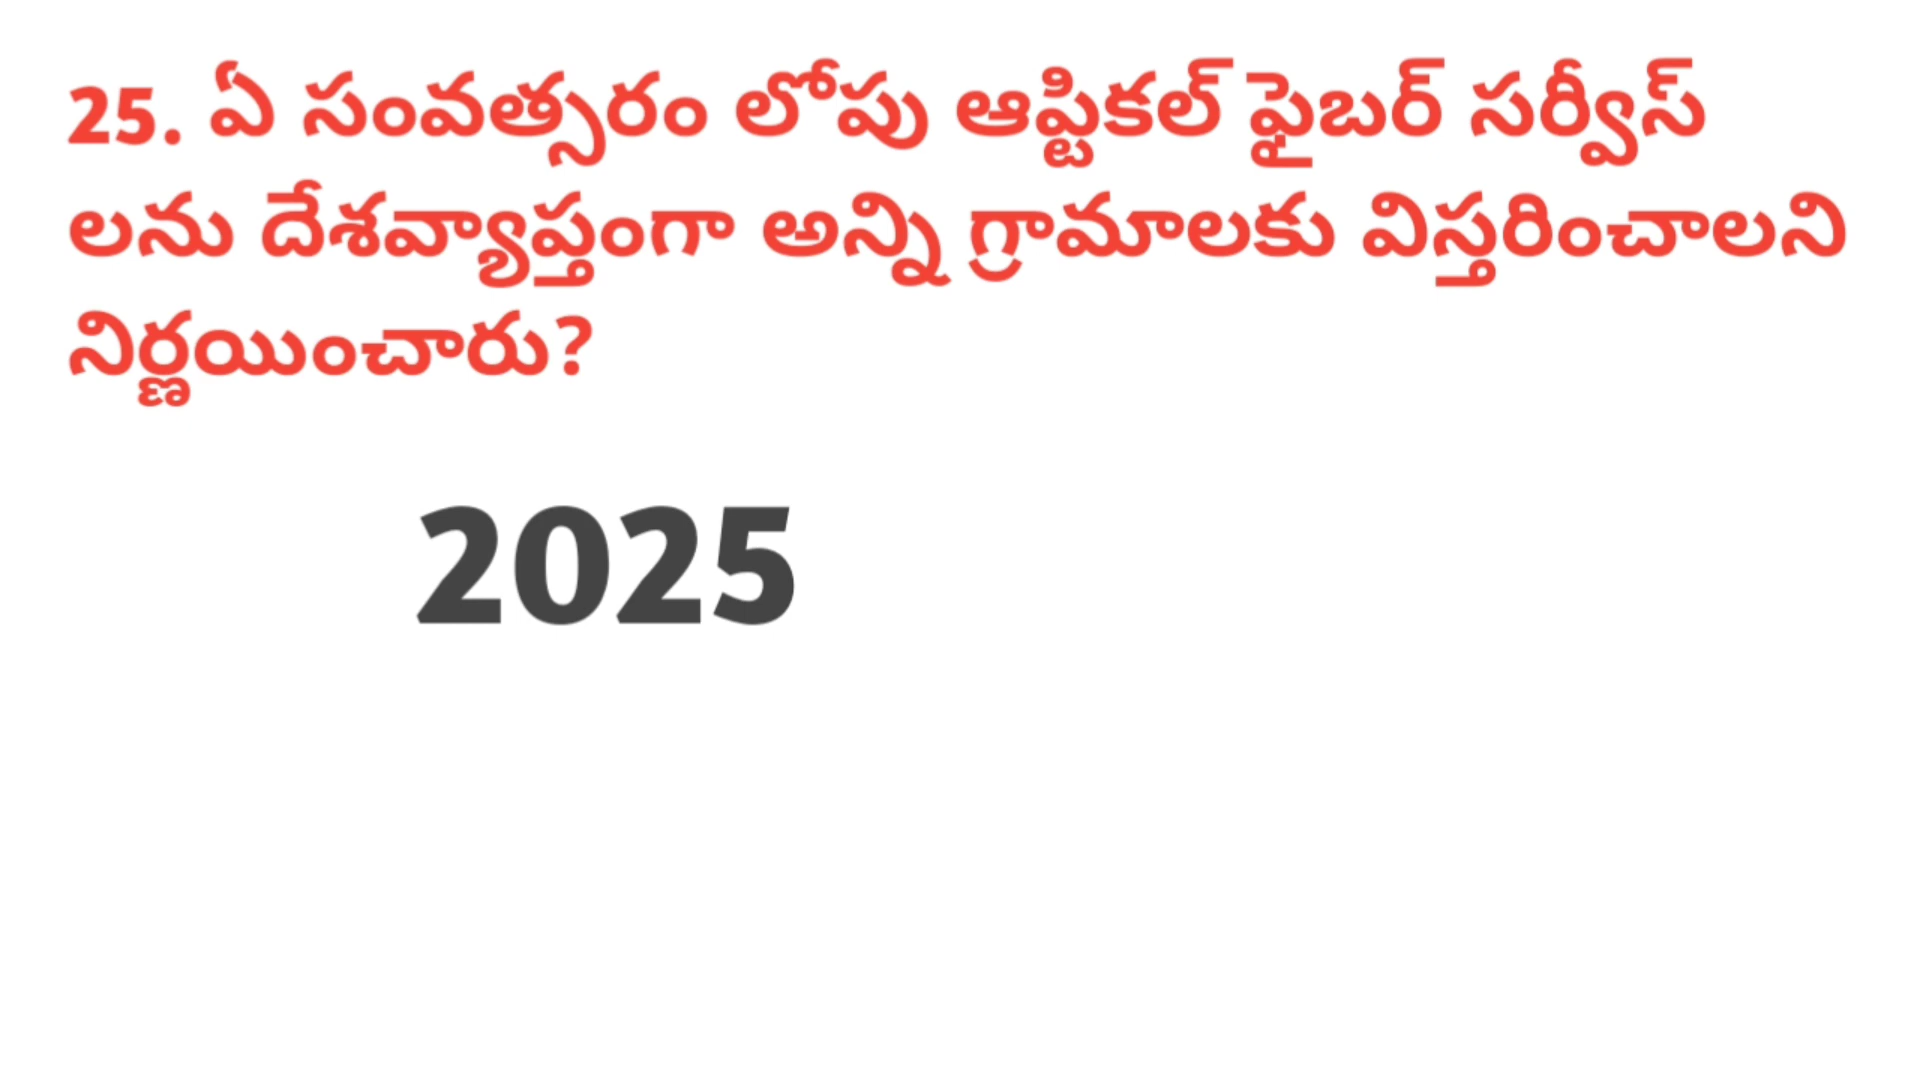 25. ఏ సంవత్సరం లోపు ఆప్టికల్ ఫైబర్ సర్వీస్
లను దేశవ్యాప్తంగా అన్ని గ్రామాలకు విస్తరించాలని
నిర్ణయించారు?
2025